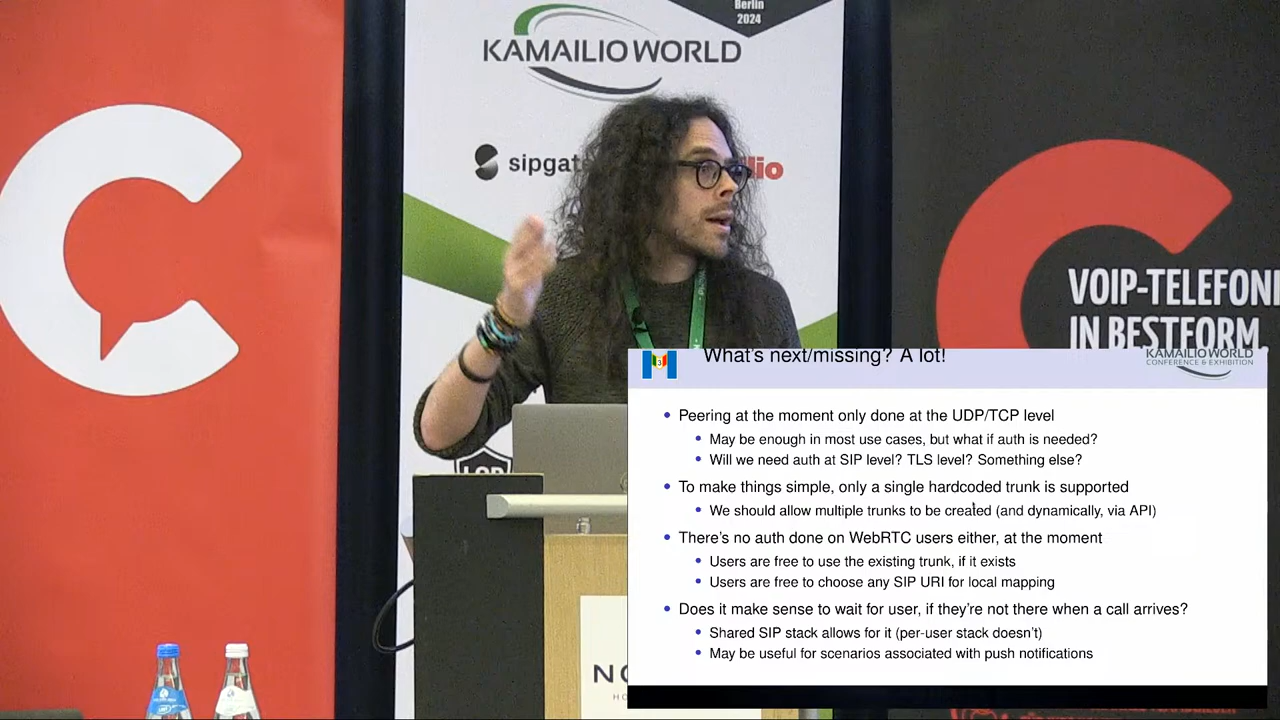 Berlin
2024
KAMAILIO WORLD
sipgat
lio
VOIP-TELEFONI
IN BESTFORM.
What's next/missing? A lot!
KAMAILIO WORLD
CONFERENCE & EXHIBITION
• Peering at the moment only done at the UDP/TCP level
• May be enough in most use cases, but what if auth is needed?
• Will we need auth at SIP level? TLS level? Something else?
• To make things simple, only a single hardcoded trunk is supported
• We should allow multiple trunks to be created (and dynamically, via API)
• There's no auth done on WebRTC users either, at the moment
• Users are free to use the existing trunk, if it exists
• Users are free to choose any SIP URI for local mapping
• Does it make sense to wait for user, if they're not there when a call arrives?
• Shared SIP stack allows for it (per-user stack doesn't)
• May be useful for scenarios associated with push notifications
NO
HO